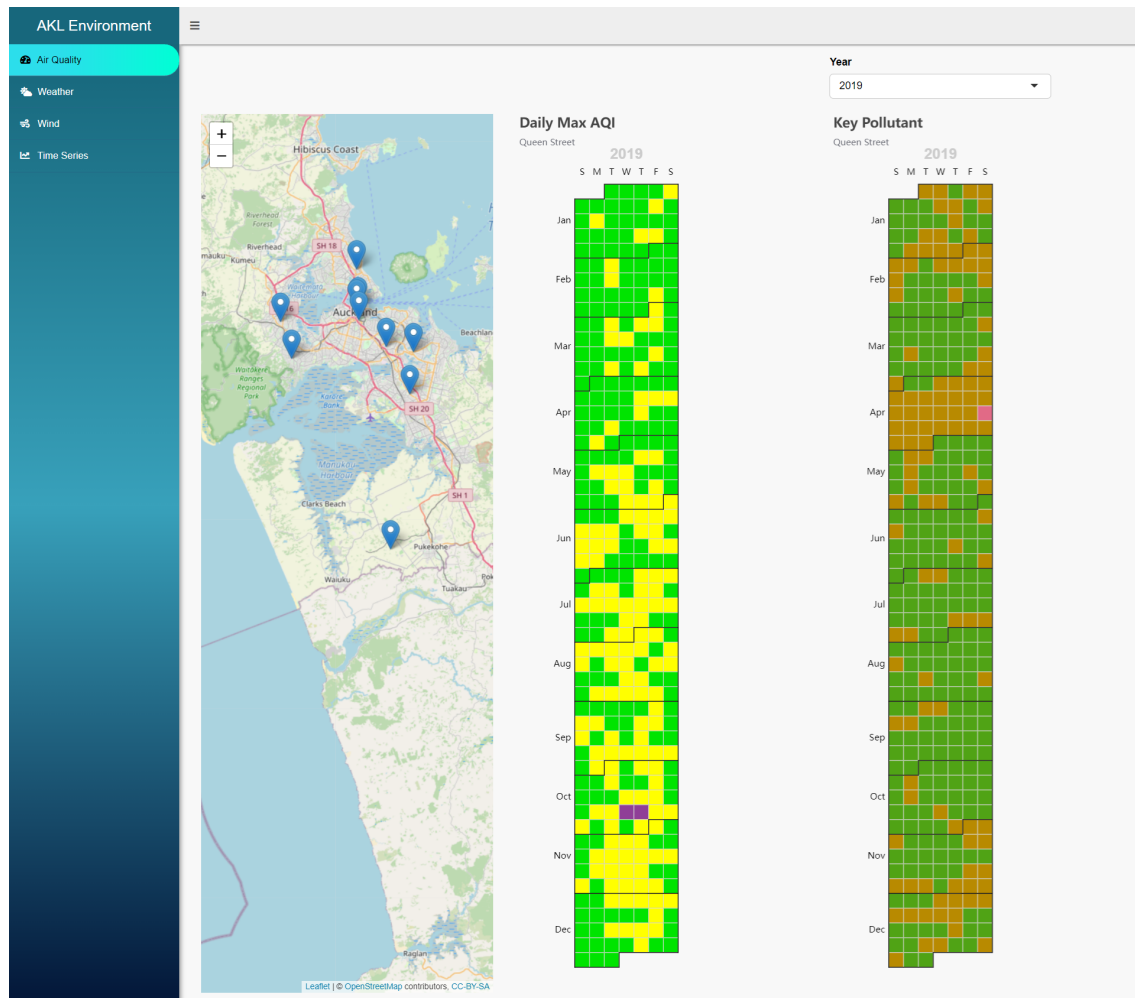 AKL Environment
Air Quality
Weather
Wind
Time Series
Year
2019
+
−
Hibiscus Coast
Riverhead
Forest
Riverhead
Kumeu
SH 18
Waitemata
Harbour
Auckland
Beachlan
Waitakere
Ranges
Regional
Park
SH 20
Manukau
Harbour
SH 1
Clarks Beach
Pukekohe
Waiuku
Tuakau
Pok
Raglan
Leaflet | © OpenStreetMap contributors, CC-BY-SA
Daily Max AQI
Queen Street
2019
S M T W T F S
Jan
Feb
Mar
Apr
May
Jun
Jul
Aug
Sep
Oct
Nov
Dec
Key Pollutant
Queen Street
2019
S M T W T F S
Jan
Feb
Mar
Apr
May
Jun
Jul
Aug
Sep
Oct
Nov
Dec